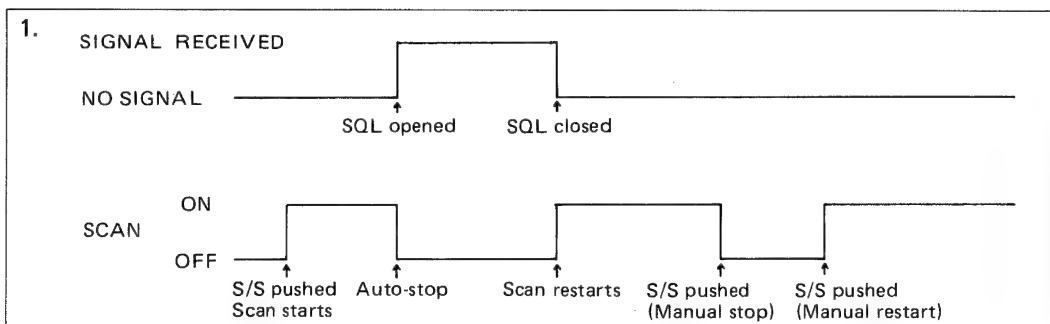 1.
SIGNAL RECEIVED
NO SIGNAL
SQL opened
SQL closed
ON
SCAN
OFF
S/S pushed
Scan starts
Auto-stop
Scan restarts
S/S pushed
(Manual stop)
S/S pushed
(Manual restart)